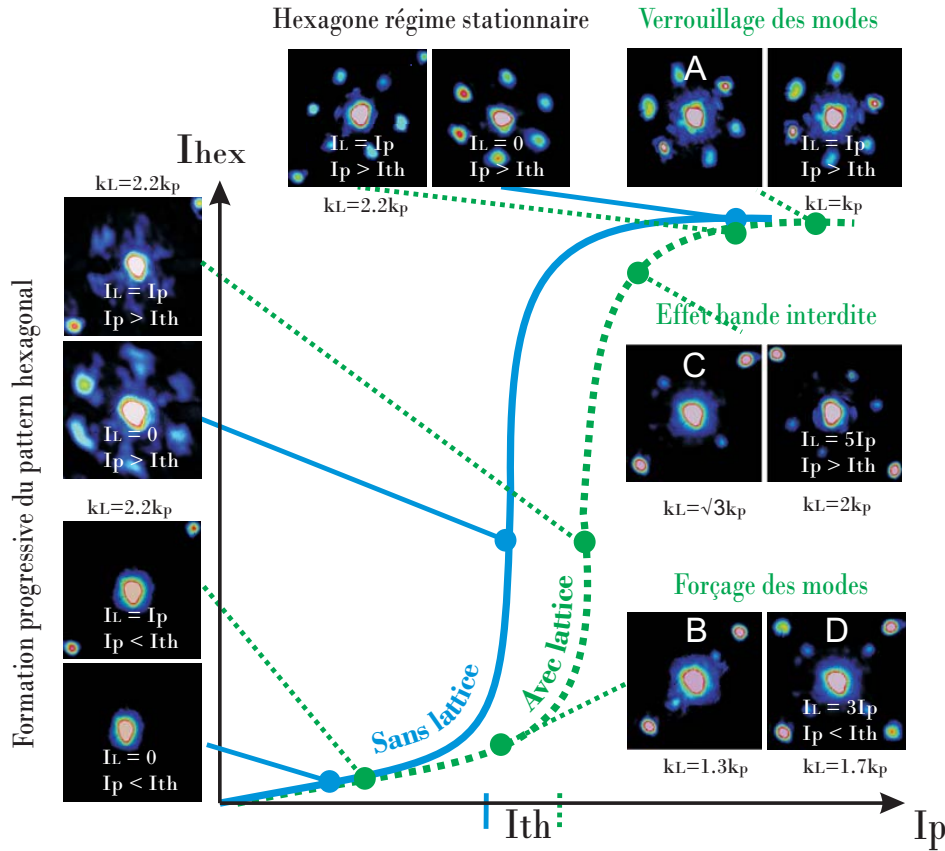 Hexagone régime stationnaire
Verrouillage des modes
IL = Ip
Ip > Ith
IL = 0
Ip > Ith
A
IL = Ip
Ip > Ith
kL=2.2kp
kL=kp
Ihex
kL=2.2kp
IL = Ip
Ip > Ith
IL = 0
Ip > Ith
kL=2.2kp
IL = Ip
Ip < Ith
IL = 0
Ip < Ith
Formation progressive du pattern hexagonal
Effet bande interdite
C
IL = 5Ip
Ip > Ith
kL=√3kp
kL=2kp
Forçage des modes
B
D
IL = 3Ip
Ip < Ith
kL=1.3kp
kL=1.7kp
Sans lattice
Avec lattice
Ith
Ip